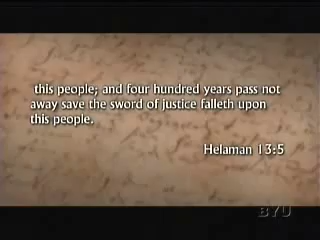 this people; and four hundred years pass not
away save the sword of justice falleth upon
this people.
Helaman 13:5
BYU